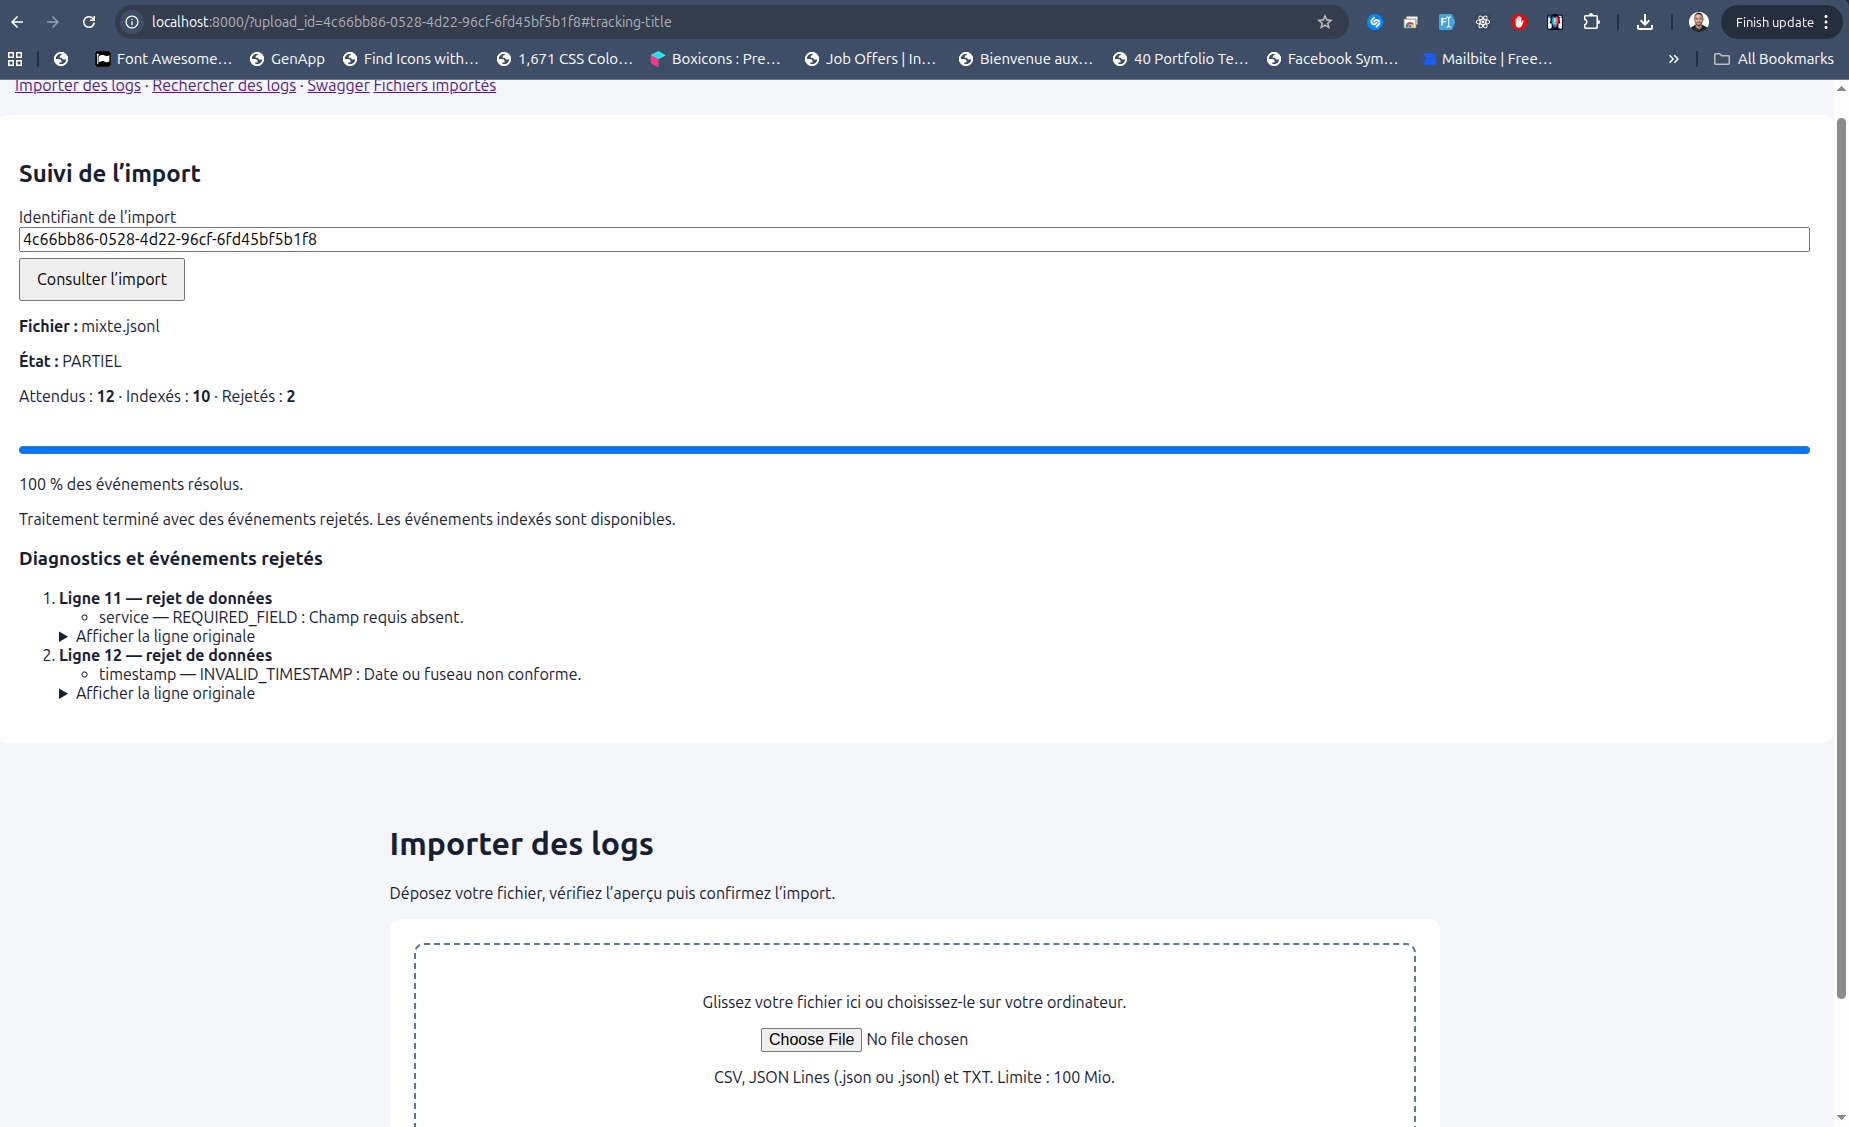 localhost:8000/?upload_id=4c66bb86-0528-4d22-96cf-6fd45bf5b1f8#tracking-title
Finish update
Font Awesome... GenApp Find Icons with... 1,671 CSS Colo... Boxicons : Pre... Job Offers | In... Bienvenue aux... 40 Portfolio Te... Facebook Sym... Mailbite | Free... » All Bookmarks
Importer des logs · Rechercher des logs · Swagger Fichiers importés
Suivi de l’import
Identifiant de l’import
4c66bb86-0528-4d22-96cf-6fd45bf5b1f8
Consulter l’import
Fichier : mixte.jsonl
État : PARTIEL
Attendus : 12 · Indexés : 10 · Rejetés : 2
100 % des événements résolus.
Traitement terminé avec des événements rejetés. Les événements indexés sont disponibles.
Diagnostics et événements rejetés
1. Ligne 11 — rejet de données
service — REQUIRED_FIELD : Champ requis absent.
Afficher la ligne originale
2. Ligne 12 — rejet de données
timestamp — INVALID_TIMESTAMP : Date ou fuseau non conforme.
Afficher la ligne originale
Importer des logs
Déposez votre fichier, vérifiez l’aperçu puis confirmez l’import.
Glissez votre fichier ici ou choisissez-le sur votre ordinateur.
Choose File No file chosen
CSV, JSON Lines (.json ou .jsonl) et TXT. Limite : 100 Mio.